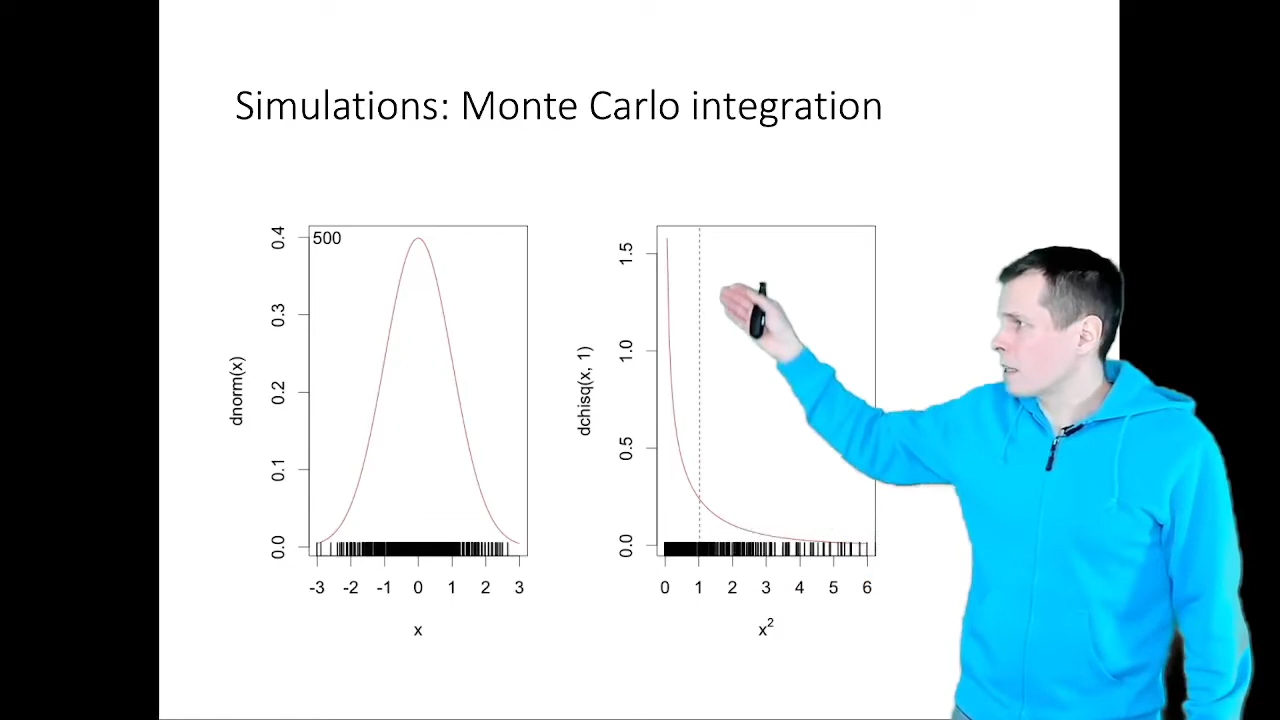 Simulations: Monte Carlo integration
500
dnorm(x)
0.4
0.3
0.2
0.1
0.0
-3 -2 -1 0 1 2 3
x
dchisq(x, 1)
1.5
1.0
0.5
0.0
0 1 2 3 4 5 6
x²